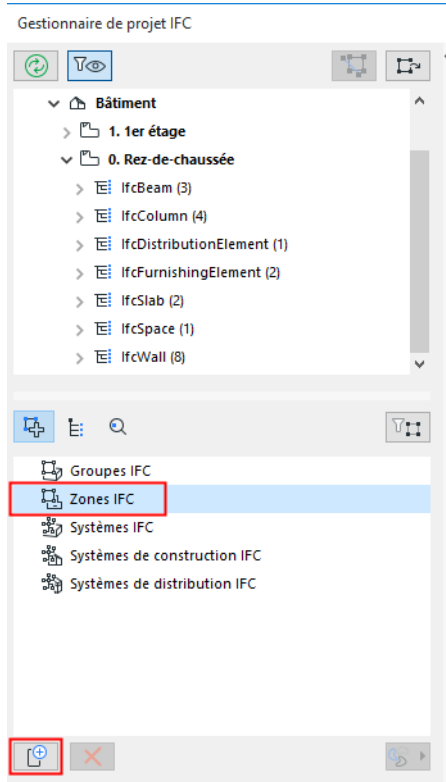 Gestionnaire de projet IFC
Bâtiment
1. 1er étage
0. Rez-de-chaussée
IfcBeam (3)
IfcColumn (4)
IfcDistributionElement (1)
IfcFurnishingElement (2)
IfcSlab (2)
IfcSpace (1)
IfcWall (8)
Groupes IFC
Zones IFC
Systèmes IFC
Systèmes de construction IFC
Systèmes de distribution IFC